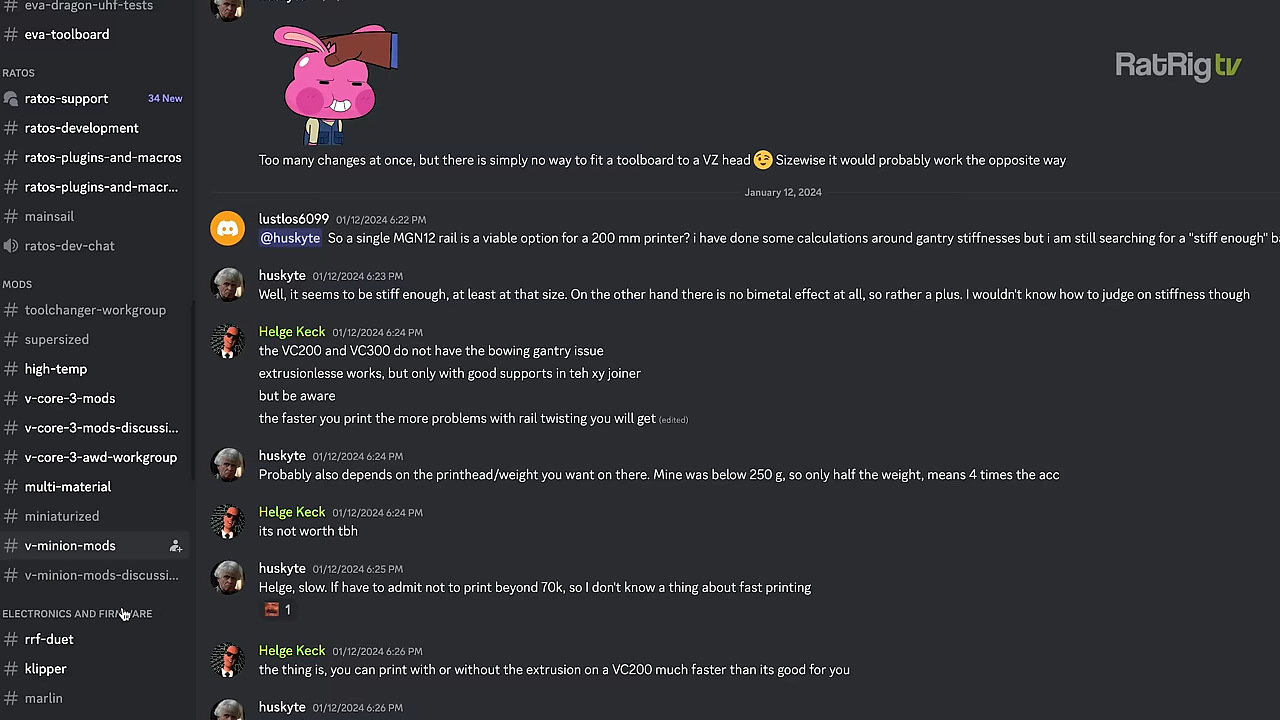 eva-dragon-uhf-tests
eva-toolboard
RATOS
ratos-support 34 New
ratos-development
ratos-plugins-and-macros
ratos-plugins-and-macr...
mainsail
ratos-dev-chat
MODS
toolchanger-workgroup
supersized
high-temp
v-core-3-mods
v-core-3-mods-discussi...
v-core-3-awd-workgroup
multi-material
miniaturized
v-minion-mods
v-minion-mods-discussi...
ELECTRONICS AND FIRMWARE
rrf-duet
klipper
marlin
RatRig tv
Too many changes at once, but there is simply no way to fit a toolboard to a VZ head 😉 Sizewise it would probably work the opposite way
January 12, 2024
lustlos6099 01/12/2024 6:22 PM
@huskyte So a single MGN12 rail is a viable option for a 200 mm printer? i have done some calculations around gantry stiffnesses but i am still searching for a "stiff enough"
huskyte 01/12/2024 6:23 PM
Well, it seems to be stiff enough, at least at that size. On the other hand there is no bimetal effect at all, so rather a plus. I wouldn't know how to judge on stiffness though
Helge Keck 01/12/2024 6:24 PM
the VC200 and VC300 do not have the bowing gantry issue
extrusionlesse works, but only with good supports in teh xy joiner
but be aware
the faster you print the more problems with rail twisting you will get (edited)
huskyte 01/12/2024 6:24 PM
Probably also depends on the printhead/weight you want on there. Mine was below 250 g, so only half the weight, means 4 times the acc
Helge Keck 01/12/2024 6:24 PM
its not worth tbh
huskyte 01/12/2024 6:25 PM
Helge, slow. If have to admit not to print beyond 70k, so I don't know a thing about fast printing
1
Helge Keck 01/12/2024 6:26 PM
the thing is, you can print with or without the extrusion on a VC200 much faster than its good for you
huskyte 01/12/2024 6:26 PM